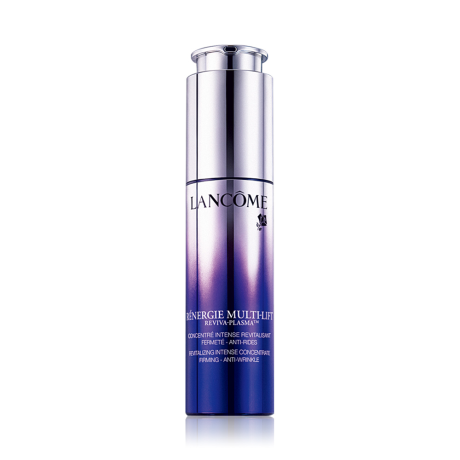 LANCÔME
RÉNERGIE MULTI-LIFT
REVIVA-PLASMA™
CONCENTRÉ INTENSE REVITALISANT
FERMETÉ - ANTI-RIDES
REVITALIZING INTENSE CONCENTRATE
FIRMING - ANTI-WRINKLE